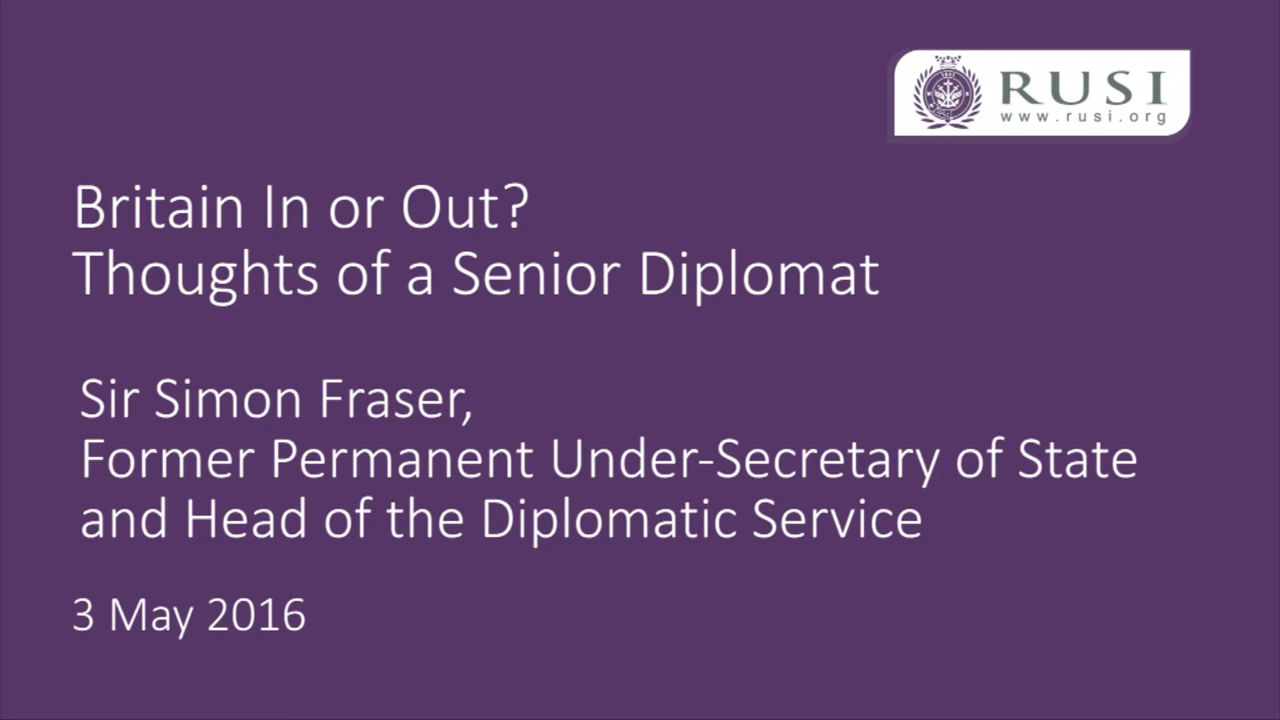 RUSI
www.rusi.org
Britain In or Out?
Thoughts of a Senior Diplomat
Sir Simon Fraser,
Former Permanent Under-Secretary of State
and Head of the Diplomatic Service
3 May 2016